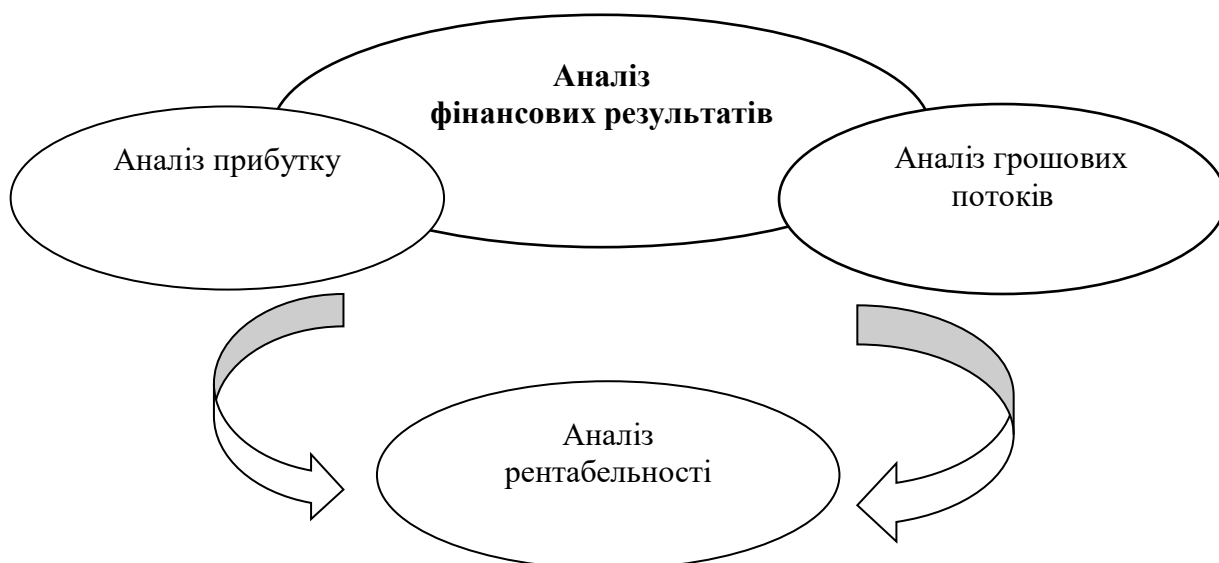 Аналіз
фінансових результатів
Аналіз прибутку
Аналіз грошових
потоків
Аналіз
рентабельності